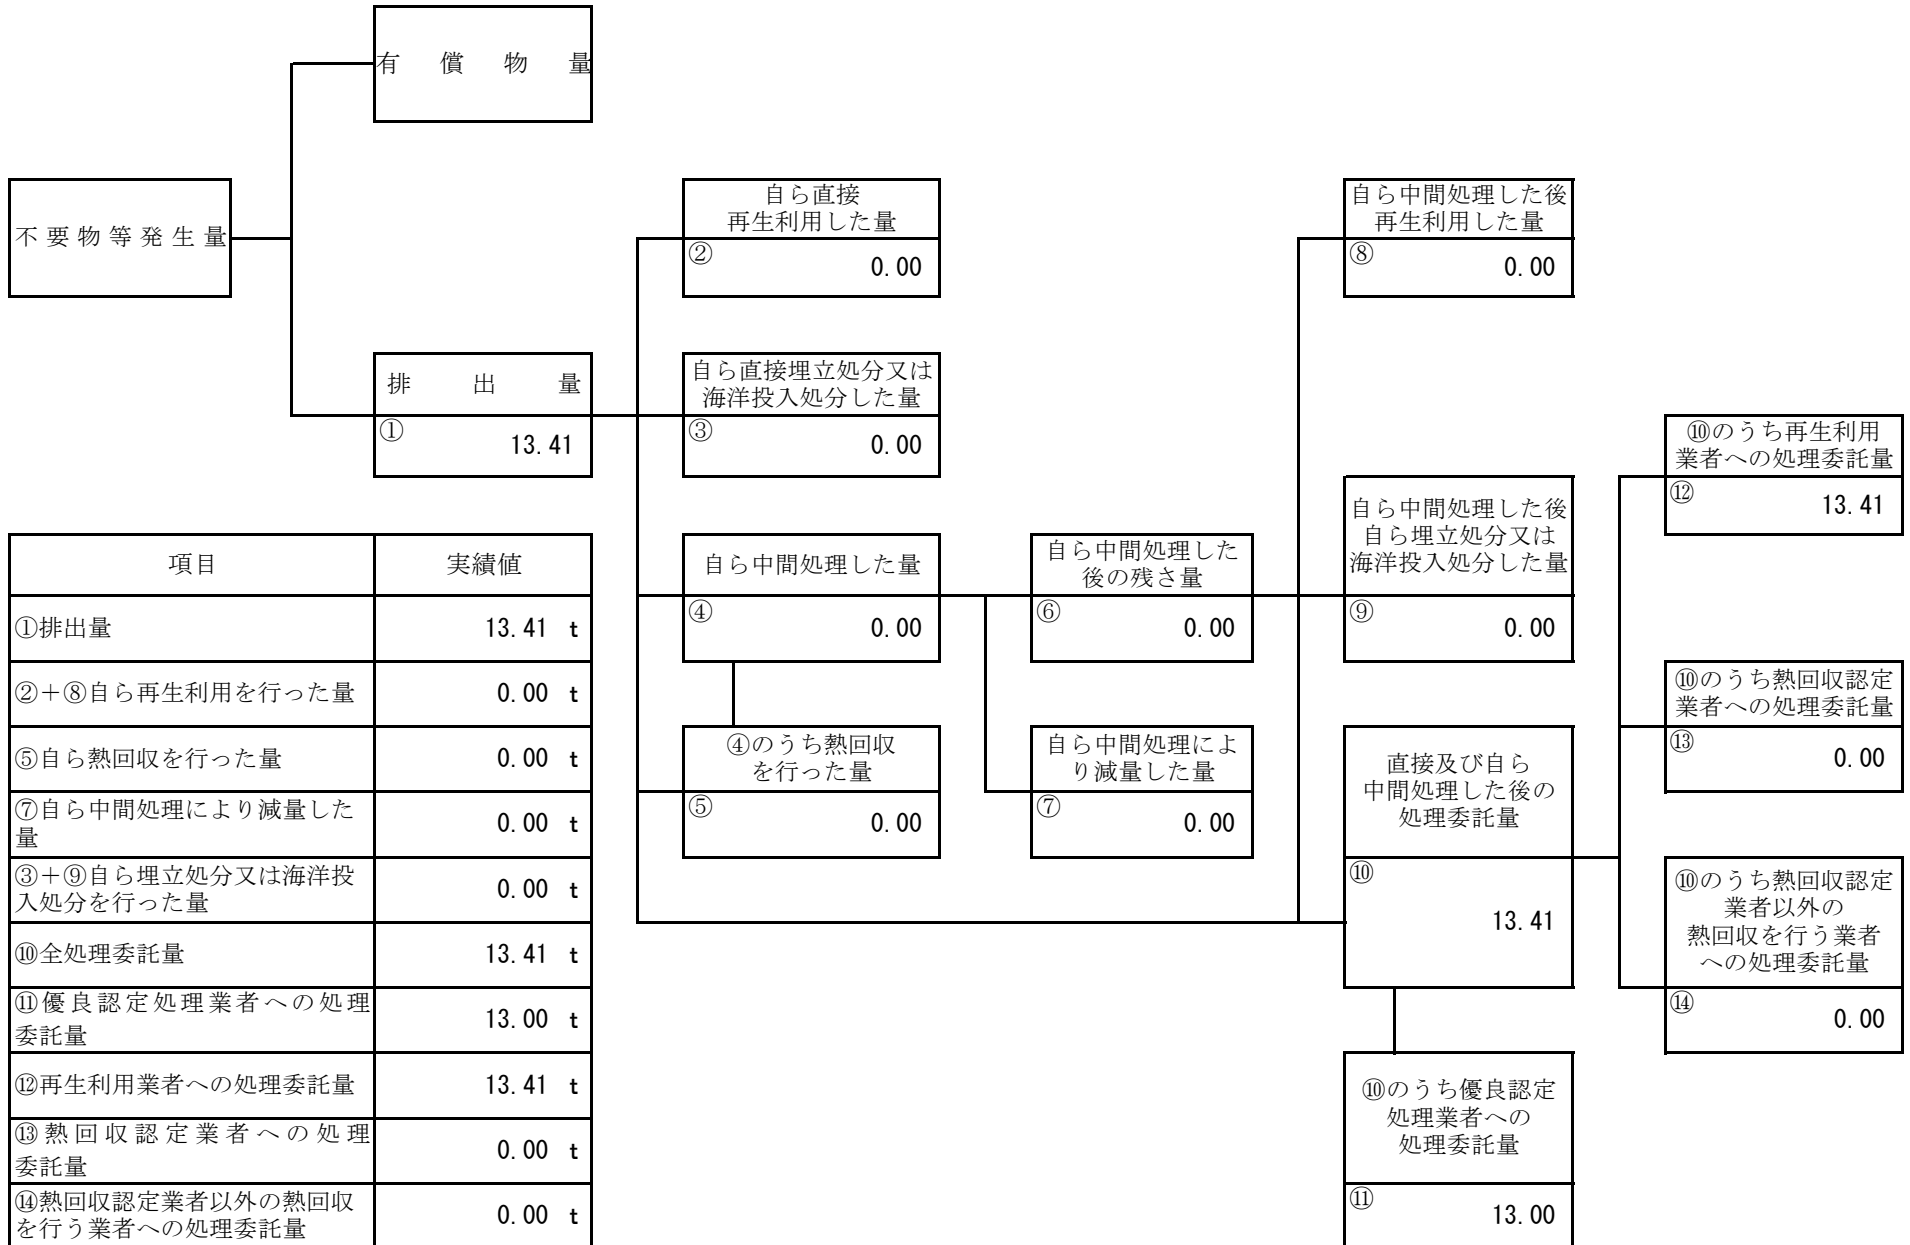 有償物量
不要物等発生量
自ら直接
再生利用した量
②
0.00
自ら中間処理した後
再生利用した量
⑧
0.00
排出量
①
13.41
自ら直接埋立処分又は
海洋投入処分した量
③
0.00
⑩のうち再生利用
業者への処理委託量
⑫
13.41
自ら中間処理した量
④
0.00
自ら中間処理した
後の残さ量
⑥
0.00
自ら中間処理した後
自ら埋立処分又は
海洋投入処分した量
⑨
0.00
⑩のうち熱回収認定
業者への処理委託量
⑬
0.00
④のうち熱回収
を行った量
⑤
0.00
自ら中間処理によ
り減量した量
⑦
0.00
直接及び自ら
中間処理した後の
処理委託量
⑩
13.41
⑩のうち熱回収認定
業者以外の
熱回収を行う業者
への処理委託量
⑭
0.00
⑩のうち優良認定
処理業者への
処理委託量
⑪
13.00
項目 実績値
①排出量 13.41 t
②＋⑧自ら再生利用を行った量 0.00 t
⑤自ら熱回収を行った量 0.00 t
⑦自ら中間処理により減量した
量 0.00 t
③＋⑨自ら埋立処分又は海洋投
入処分を行った量 0.00 t
⑩全処理委託量 13.41 t
⑪優良認定処理業者への処理
委託量 13.00 t
⑫再生利用業者への処理委託量 13.41 t
⑬熱回収認定業者への処理
委託量 0.00 t
⑭熱回収認定業者以外の熱回収
を行う業者への処理委託量 0.00 t